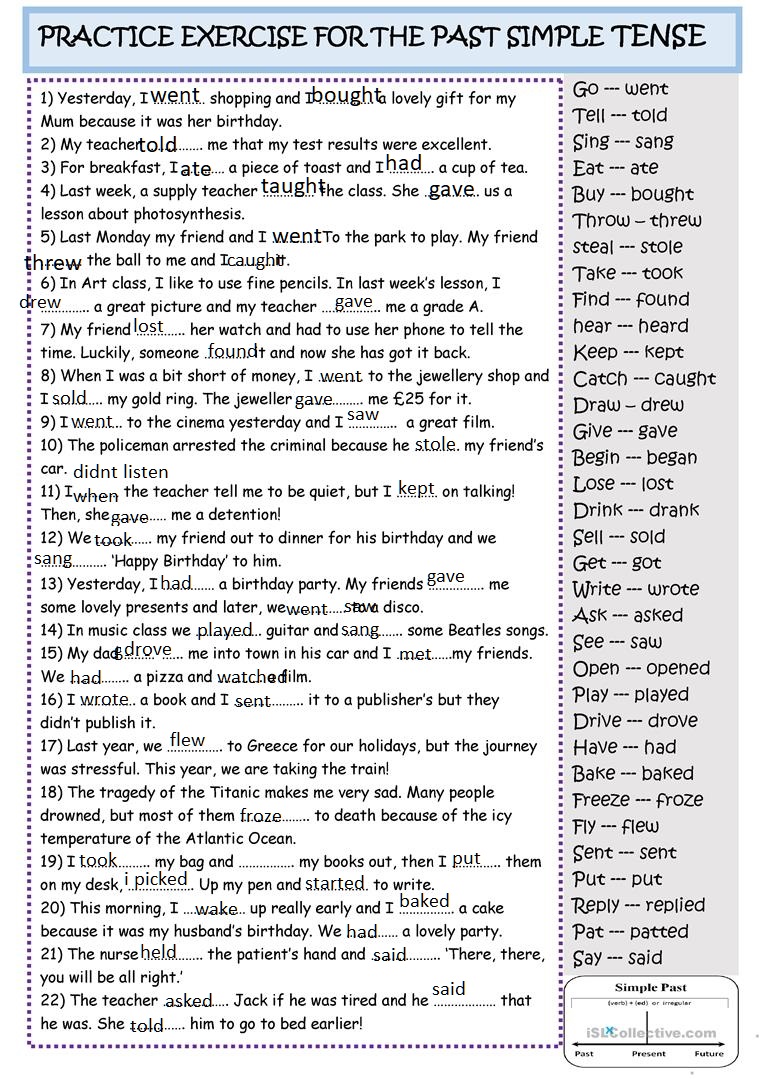 PRACTICE EXERCISE FOR THE PAST SIMPLE TENSE
1) Yesterday, I went.. shopping and I bought a lovely gift for my
Mum because it was her birthday.
2) My teacher told....... me that my test results were excellent.
3) For breakfast, I ate.... a piece of toast and I had... a cup of tea.
4) Last week, a supply teacher taught the class. She ..gave.. us a
lesson about photosynthesis.
5) Last Monday my friend and I went To the park to play. My friend
threw the ball to me and I caught it.
6) In Art class, I like to use fine pencils. In last week's lesson, I
drew............ a great picture and my teacher ....gave.... me a grade A.
7) My friend lost...... her watch and had to use her phone to tell the
time. Luckily, someone .found it and now she has got it back.
8) When I was a bit short of money, I .went to the jewellery shop and
I sold.... my gold ring. The jeweller gave......... me £25 for it.
9) I went.. to the cinema yesterday and I saw............ a great film.
10) The policeman arrested the criminal because he stole. my friend's
car. didnt listen
11) I when the teacher tell me to be quiet, but I kept on talking!
Then, she gave..... me a detention!
12) We took...... my friend out to dinner for his birthday and we
sang.......... 'Happy Birthday' to him.
13) Yesterday, I had....... a birthday party. My friends gave.............. me
some lovely presents and later, we went.... saw a disco.
14) In music class we .played.. guitar and sang...... some Beatles songs.
15) My dad drove ..... me into town in his car and I ..met......my friends.
We had........ a pizza and watched film.
16) I wrote.. a book and I sent......... it to a publisher's but they
didn't publish it.
17) Last year, we flew.............. to Greece for our holidays, but the journey
was stressful. This year, we are taking the train!
18) The tragedy of the Titanic makes me very sad. Many people
drowned, but most of them froze........ to death because of the icy
temperature of the Atlantic Ocean.
19) I took......... my bag and ............... my books out, then I put..... them
on my desk, i picked. Up my pen and started to write.
20) This morning, I ...wake.. up really early and I baked a cake
because it was my husband's birthday. We had...... a lovely party.
21) The nurse held....... the patient's hand and .said.......... 'There, there,
you will be all right.'
22) The teacher .asked.... Jack if he was tired and he said................. that
he was. She told...... him to go to bed earlier!
Go --- went
Tell --- told
Sing --- sang
Eat --- ate
Buy --- bought
Throw – threw
steal --- stole
Take --- took
Find --- found
hear --- heard
Keep --- kept
Catch --- caught
Draw – drew
Give --- gave
Begin --- began
Lose --- lost
Drink --- drank
Sell --- sold
Get --- got
Write --- wrote
Ask --- asked
See --- saw
Open --- opened
Play --- played
Drive --- drove
Have --- had
Bake --- baked
Freeze --- froze
Fly --- flew
Sent --- sent
Put --- put
Reply --- replied
Pat --- patted
Say --- said
Simple Past
(verb) + (ed) or irregular
iSLCollective.com
Past Present Future